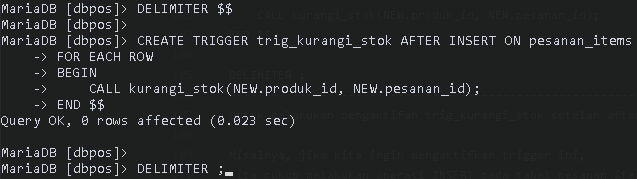 MariaDB [dbpos]> DELIMITER $$
MariaDB [dbpos]>
MariaDB [dbpos]> CREATE TRIGGER trig_kurangi_stok AFTER INSERT ON pesanan_items
    -> FOR EACH ROW
    -> BEGIN
    ->     CALL kurangi_stok(NEW.produk_id, NEW.pesanan_id);
    -> END $$
Query OK, 0 rows affected (0.023 sec)
MariaDB [dbpos]>
MariaDB [dbpos]> DELIMITER ;